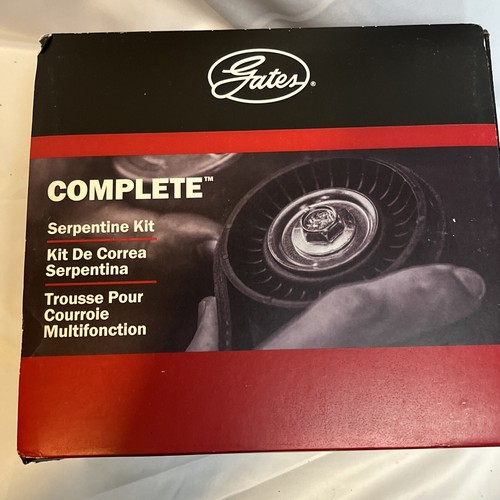 Gates®
COMPLETE™
Serpentine Kit
Kit De Correa
Serpentina
Trousse Pour
Courroie
Multifonction